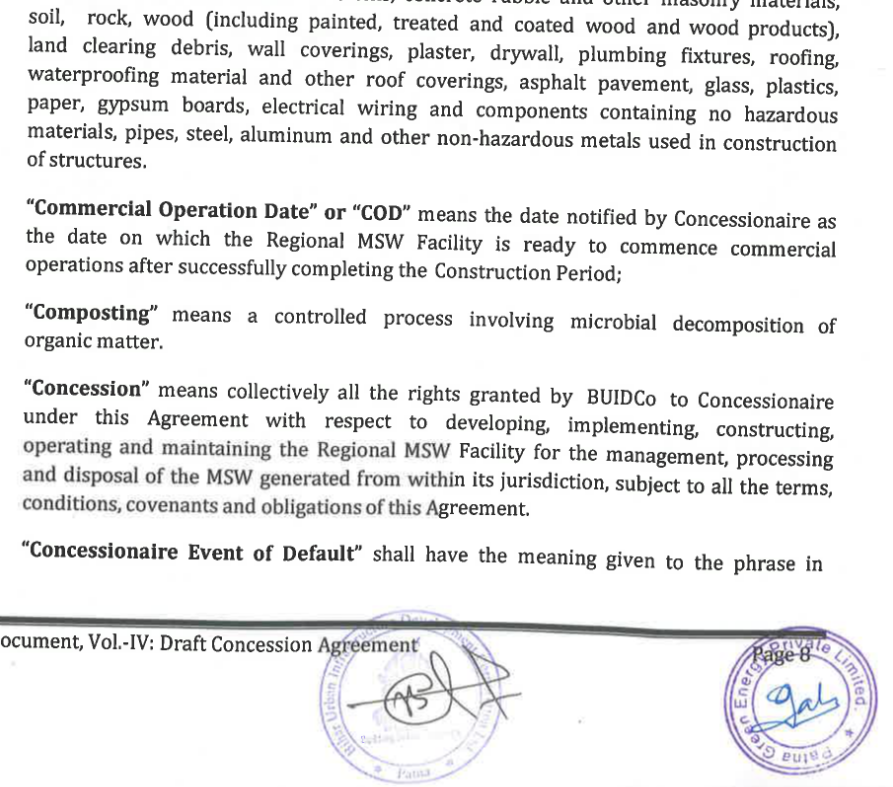 concrete rubble and other masonry materials,
soil, rock, wood (including painted, treated and coated wood and wood products),
land clearing debris, wall coverings, plaster, drywall, plumbing fixtures, roofing,
waterproofing material and other roof coverings, asphalt pavement, glass, plastics,
paper, gypsum boards, electrical wiring and components containing no hazardous
materials, pipes, steel, aluminum and other non-hazardous metals used in construction
of structures.
“Commercial Operation Date” or “COD” means the date notified by Concessionaire as
the date on which the Regional MSW Facility is ready to commence commercial
operations after successfully completing the Construction Period;
“Composting” means a controlled process involving microbial decomposition of
organic matter.
“Concession” means collectively all the rights granted by BUIDCo to Concessionaire
under this Agreement with respect to developing, implementing, constructing,
operating and maintaining the Regional MSW Facility for the management, processing
and disposal of the MSW generated from within its jurisdiction, subject to all the terms,
conditions, covenants and obligations of this Agreement.
“Concessionaire Event of Default” shall have the meaning given to the phrase in
ocument, Vol.-IV: Draft Concession Agreement
Page 8
Bihar Urban
Patna
Patna Green Energy Private Limited.
Patna